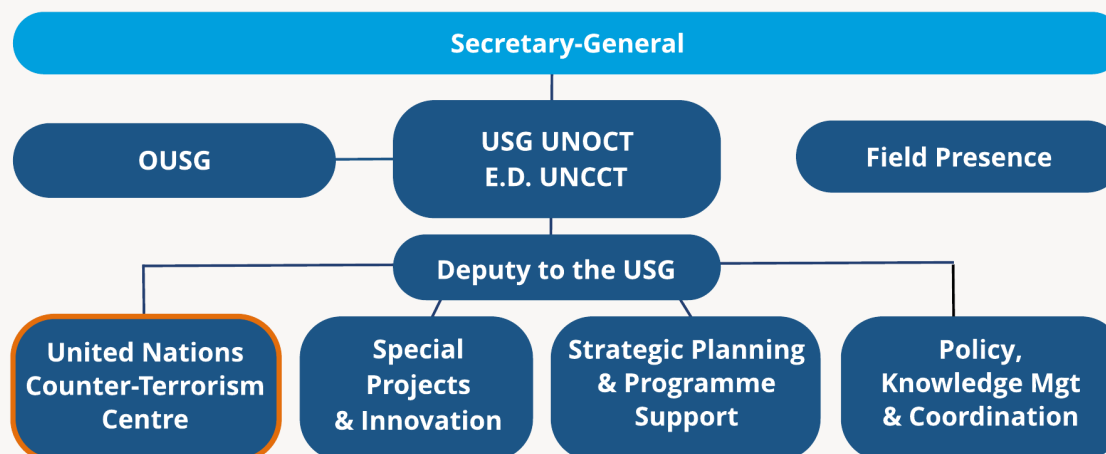 Secretary-General
OUSG
USG UNOCT
E.D. UNCCT
Field Presence
Deputy to the USG
United Nations
Counter-Terrorism
Centre
Special
Projects
& Innovation
Strategic Planning
& Programme
Support
Policy,
Knowledge Mgt
& Coordination